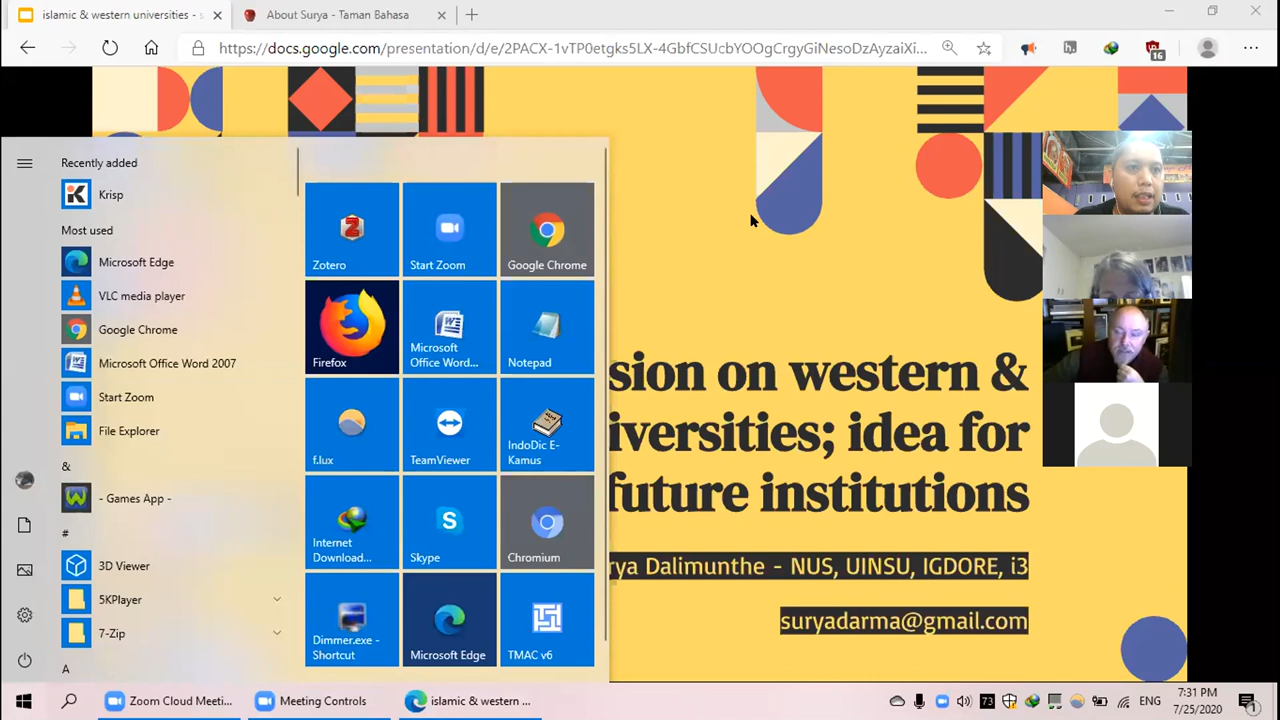 islamic & western universities - s
About Surya - Taman Bahasa
https://docs.google.com/presentation/d/e/2PACX-1vTP0etgks5LX-4GbfCSUcbYOOgCrgyGiNesoDzAyzaiXi...
16
Recently added
Krisp
Most used
Microsoft Edge
VLC media player
Google Chrome
Microsoft Office Word 2007
Start Zoom
File Explorer
&
- Games App -
#
3D Viewer
5KPlayer
7-Zip
A
Zotero
Start Zoom
Google Chrome
Firefox
Microsoft
Office Word...
Notepad
f.lux
TeamViewer
IndoDic E-
Kamus
Internet
Download...
Skype
Chromium
Dimmer.exe -
Shortcut
Microsoft Edge
TMAC v6
sion on western &
iversities; idea for
future institutions
rya Dalimunthe - NUS, UINSU, IGDORE, i3
suryadarma@gmail.com
Zoom Cloud Meeti...
Meeting Controls
islamic & western ...
73
ENG
7:31 PM
7/25/2020
1